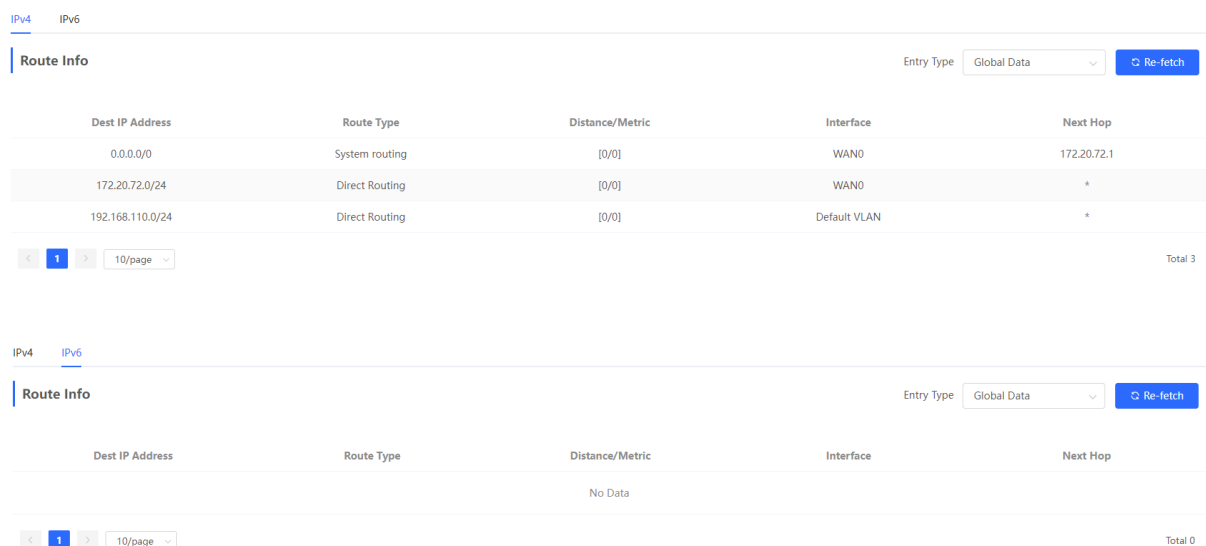 IPv4 IPv6
Route Info Entry Type Global Data Re-fetch
Dest IP Address Route Type Distance/Metric Interface Next Hop
0.0.0.0/0 System routing [0/0] WAN0 172.20.72.1
172.20.72.0/24 Direct Routing [0/0] WAN0 *
192.168.110.0/24 Direct Routing [0/0] Default VLAN *
< 1 > 10/page Total 3
IPv4 IPv6
Route Info Entry Type Global Data Re-fetch
Dest IP Address Route Type Distance/Metric Interface Next Hop
No Data
< 1 > 10/page Total 0